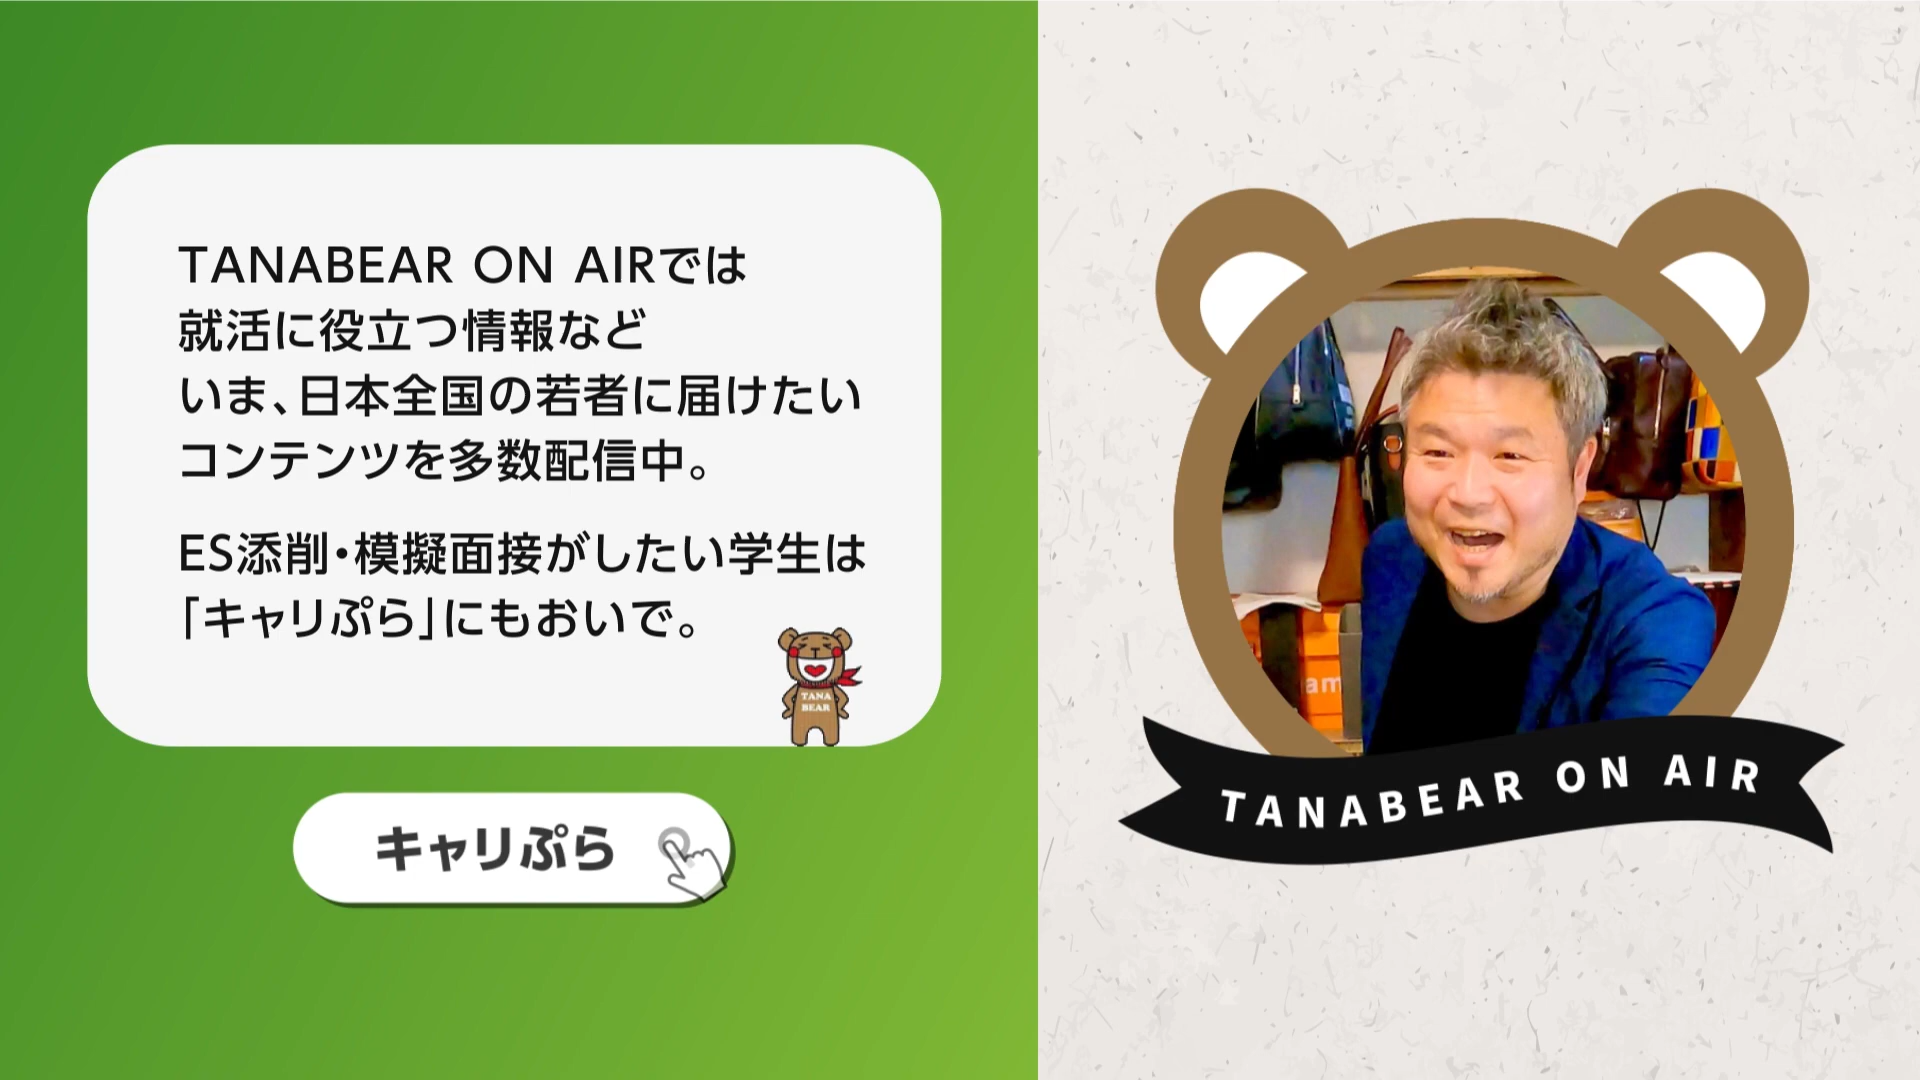 TANABEAR ON AIRでは
就活に役立つ情報など
いま、日本全国の若者に届けたい
コンテンツを多数配信中。
ES添削・模擬面接がしたい学生は
「キャリぷら」にもおいで。
TANA
BEAR
キャリぷら
am
TANABEAR ON AIR